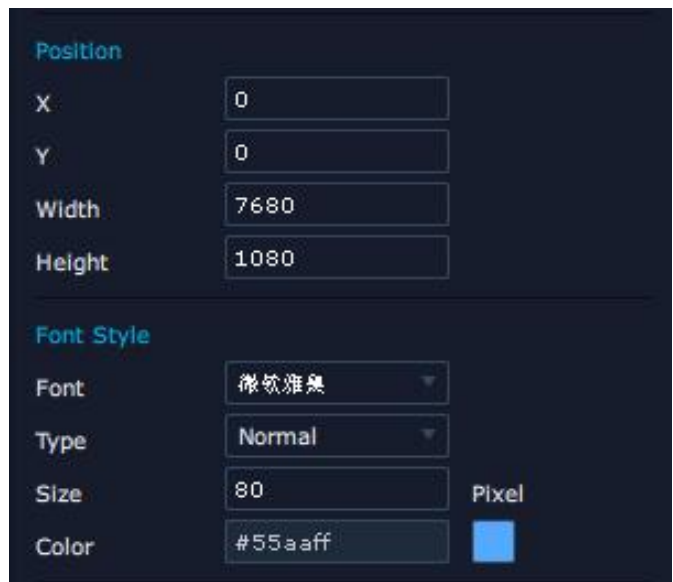 Position
X 0
Y 0
Width 7680
Height 1080
Font Style
Font 微软雅黑
Type Normal
Size 80 Pixel
Color #55aaff